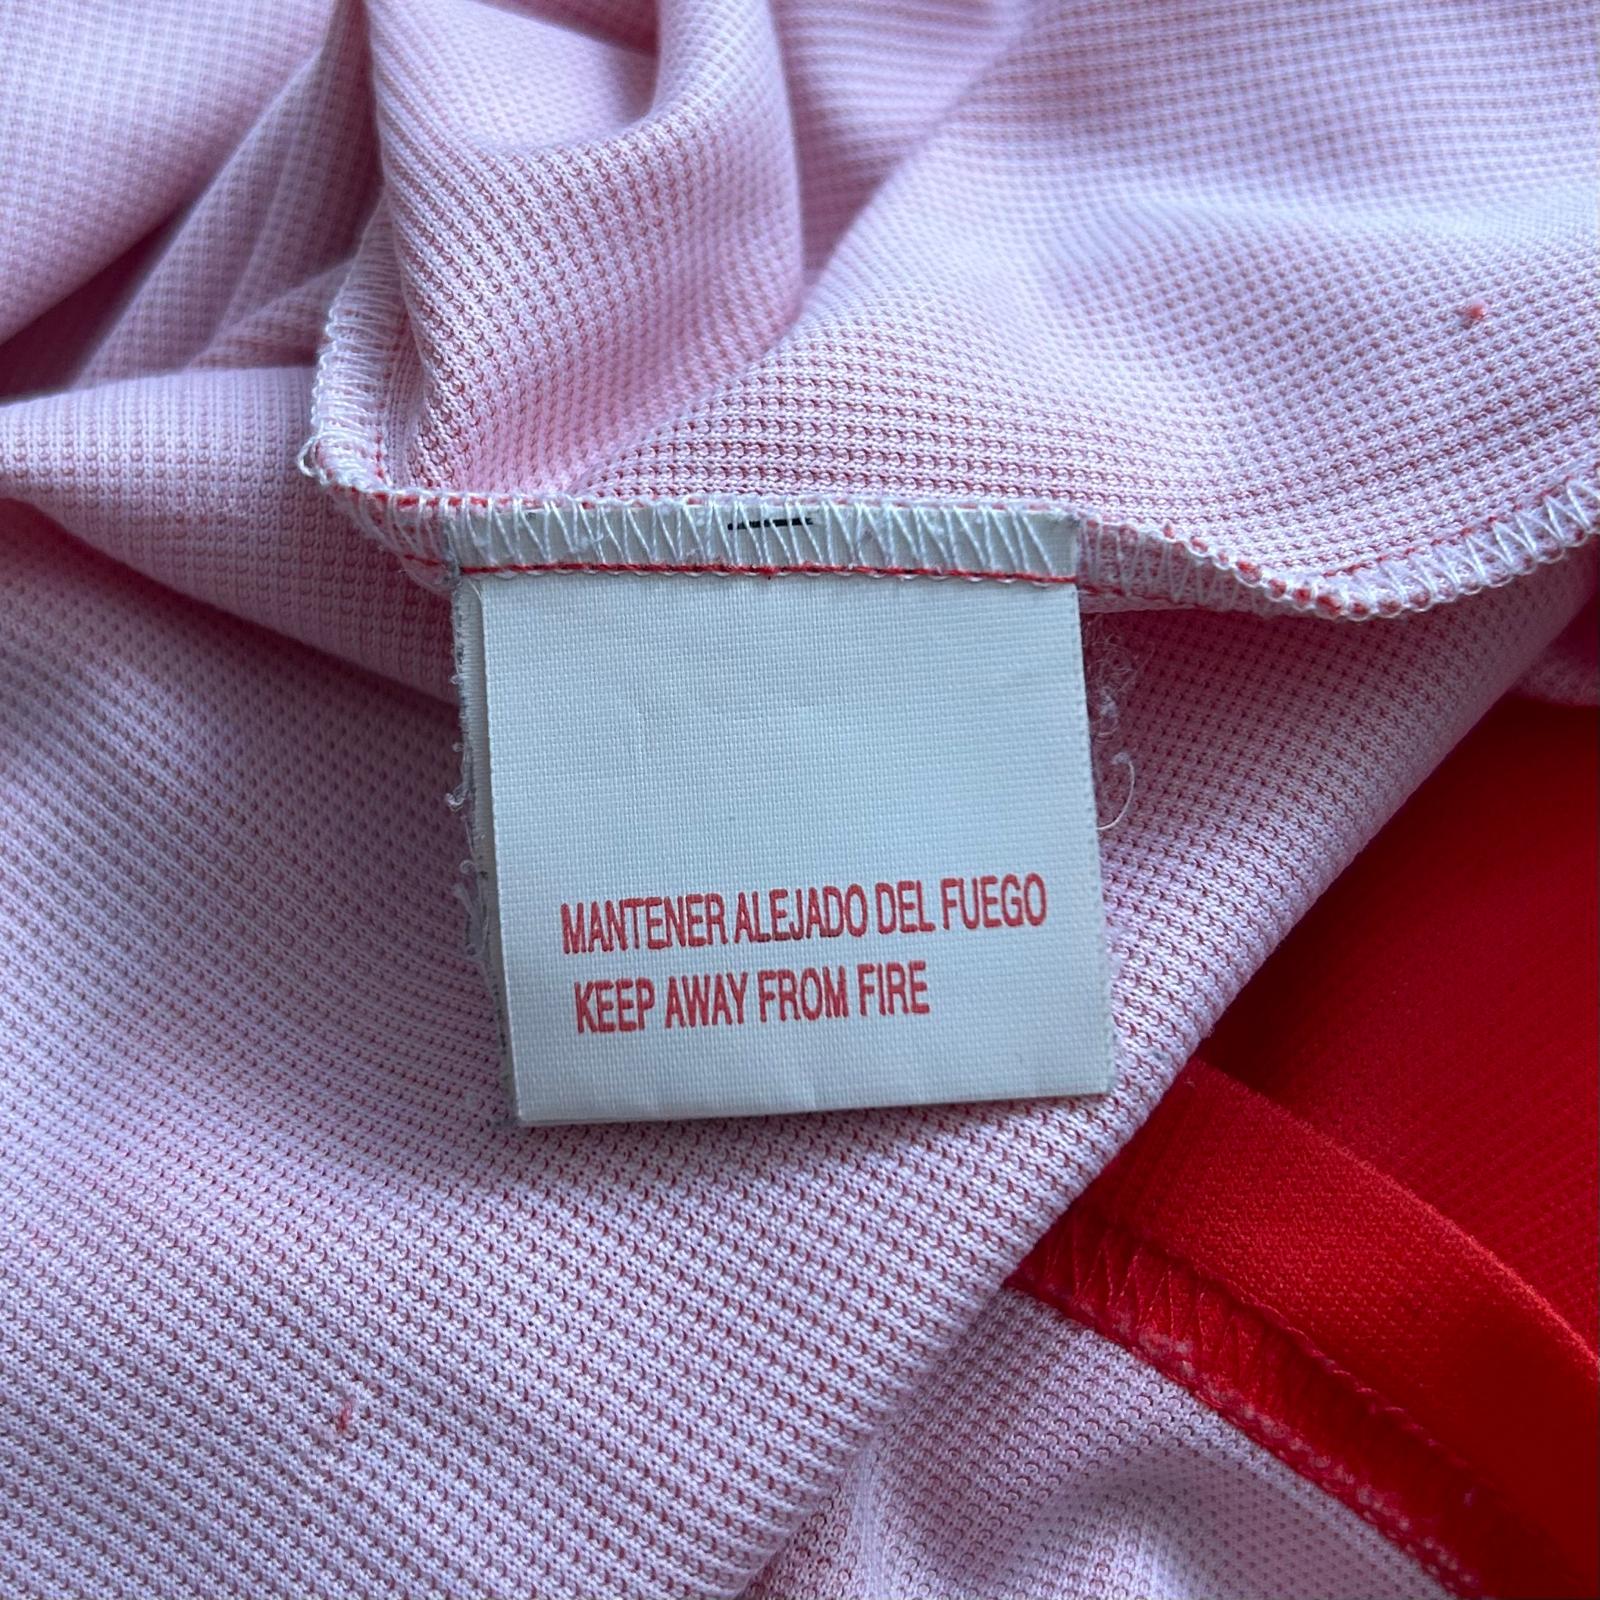 MANTENER ALEJADO DEL FUEGO
KEEP AWAY FROM FIRE